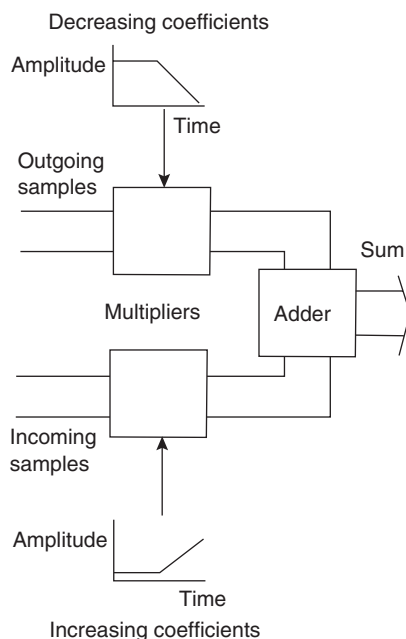 Decreasing coefficients
Amplitude
Time
Outgoing
samples
Sum
Multipliers
Adder
Incoming
samples
Amplitude
Time
Increasing coefficients